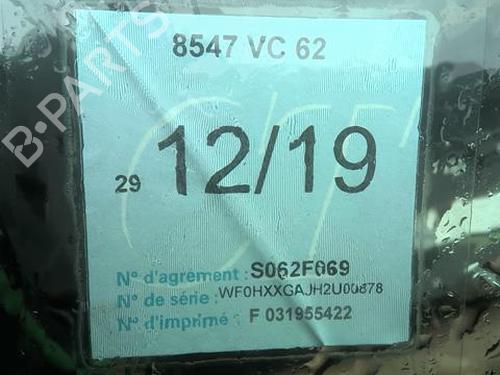 8547 VC 62
29 12/19
N° d'agrément : S062F069
N° de série : WF0HXXGAJH2U00878
N° d'imprimé : F 031955422
B-PARTS